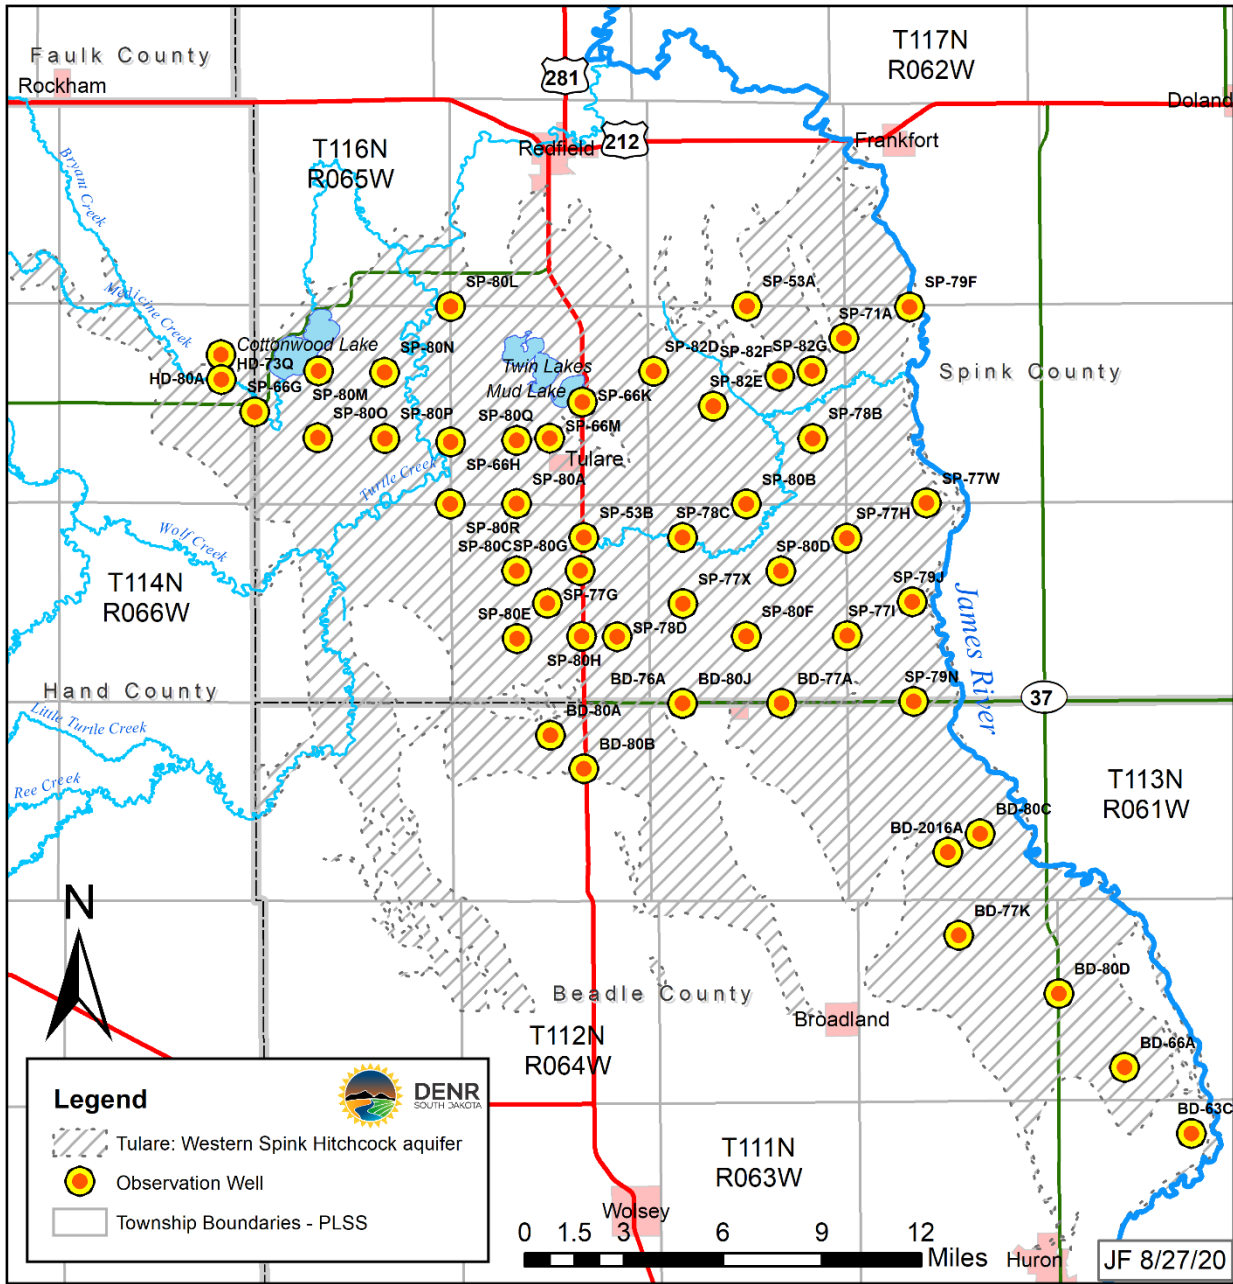 T117N
R062W
Faulk County
Rockham
281
Doland
212
Redfield
Frankfort
T116N
R065W
Bryant Creek
Medicine Creek
SP-80L
SP-53A
SP-79F
SP-71A
Cottonwood Lake
SP-80N
Twin Lakes
SP-82D
SP-82F
SP-82G
HD-73Q
HD-80A
SP-66G
SP-80M
Mud Lake
SP-66K
SP-82E
Spink County
SP-80O
SP-80P
SP-80Q
SP-66M
SP-78B
Tulare
SP-66H
Turtle Creek
SP-80A
SP-80B
SP-77W
SP-80R
SP-53B
SP-78C
SP-77H
Wolf Creek
SP-80C
SP-80G
SP-80D
T114N
R066W
SP-77X
SP-79J
SP-77G
SP-80E
SP-78D
SP-80F
SP-77I
James River
SP-80H
Hand County
BD-76A
BD-80J
BD-77A
SP-79N
37
Little Turtle Creek
BD-80A
BD-80B
Ree Creek
T113N
R061W
BD-80C
BD-2016A
N
BD-77K
BD-80D
Beadle County
Broadland
T112N
R064W
BD-66A
BD-63C
Legend
DENR
SOUTH DAKOTA
Tulare: Western Spink Hitchcock aquifer
Observation Well
Township Boundaries - PLSS
T111N
R063W
Wolsey
0 1.5 3 6 9 12
Miles
Huron
JF 8/27/20